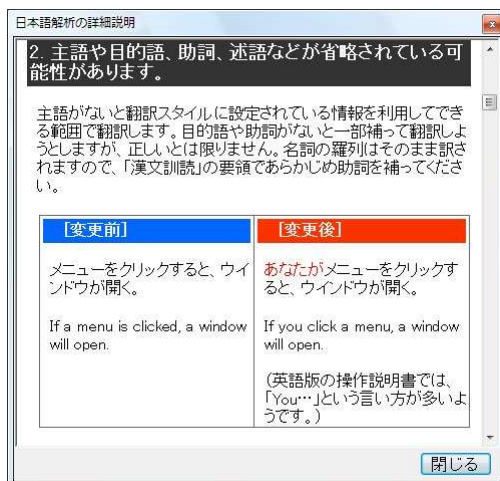 日本語解析の詳細説明
2. 主語や目的語、助詞、述語などが省略されている可
能性があります。
主語がないと翻訳スタイルに設定されている情報を利用してでき
る範囲で翻訳します。目的語や助詞がないと一部補って翻訳しよ
うとしますが、正しいとは限りません。名詞の羅列はそのまま訳さ
れますので、「漢文訓読」の要領であらかじめ助詞を補ってくださ
い。
[変更前]
メニューをクリックすると、ウイ
ンドウが開く。
If a menu is clicked, a window
will open.
[変更後]
あなたがメニューをクリックす
ると、ウインドウが開く。
If you click a menu, a window
will open.
(英語版の操作説明書では、
「You…」という言い方が多いよ
うです。)
閉じる